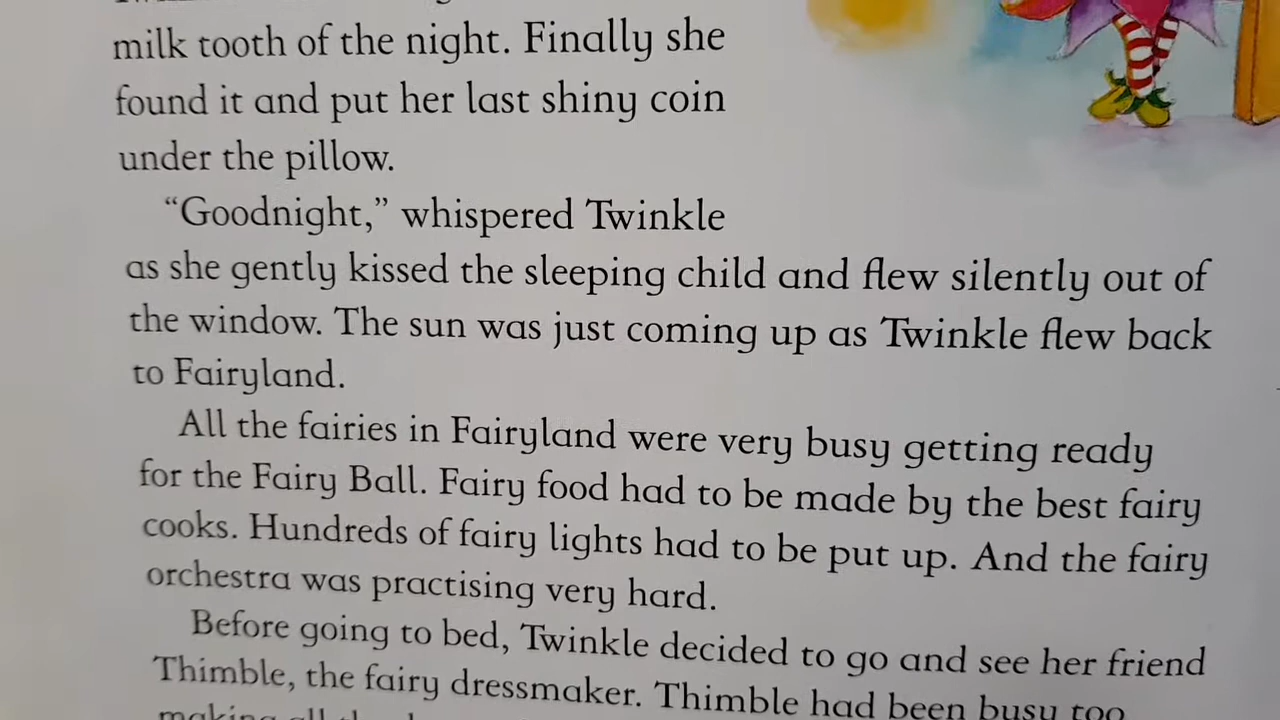 milk tooth of the night. Finally she
found it and put her last shiny coin
under the pillow.
“Goodnight,” whispered Twinkle
as she gently kissed the sleeping child and flew silently out of
the window. The sun was just coming up as Twinkle flew back
to Fairyland.
All the fairies in Fairyland were very busy getting ready
for the Fairy Ball. Fairy food had to be made by the best fairy
cooks. Hundreds of fairy lights had to be put up. And the fairy
orchestra was practising very hard.
Before going to bed, Twinkle decided to go and see her friend
Thimble, the fairy dressmaker. Thimble had been busy too,
making all the